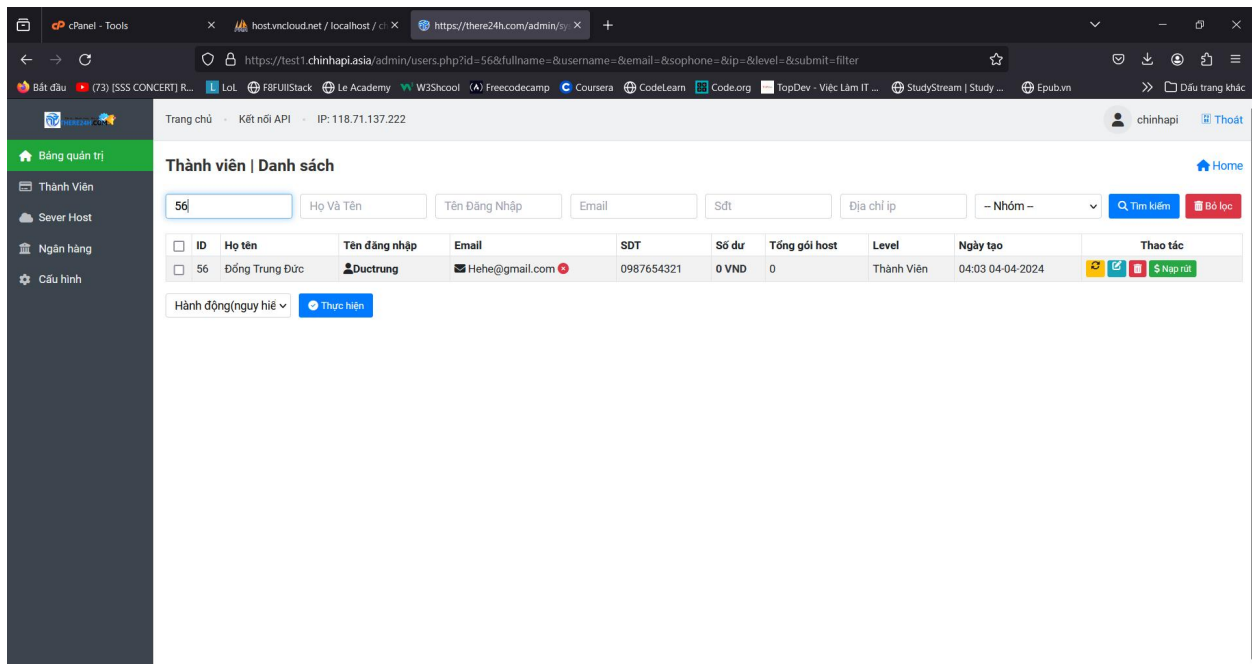 cPanel - Tools
host.vncloud.net / localhost / ch
https://there24h.com/admin/sys
https://test1.chinhapi.asia/admin/users.php?id=56&fullname=&username=&email=&sophone=&ip=&level=&submit=filter
Bắt đầu (73) [SSS CONCERT] R... LoL F8FUllStack Le Academy W3Shcool Freecodecamp Coursera CodeLearn Code.org TopDev - Việc Làm IT ... StudyStream | Study ... Epub.vn Dấu trang khác
Trang chủ Kết nối API IP: 118.71.137.222 chinhapi Thoát
Bảng quản trị
Thành Viên
Sever Host
Ngân hàng
Cấu hình
Thành viên | Danh sách Home
56 Họ Và Tên Tên Đăng Nhập Email Sđt Địa chỉ ip -- Nhóm -- Tìm kiếm Bỏ lọc
ID Họ tên Tên đăng nhập Email SDT Số dư Tổng gói host Level Ngày tạo Thao tác
56 Đổng Trung Đức Ductrung Hehe@gmail.com 0987654321 0 VND 0 Thành Viên 04:03 04-04-2024 $ Nạp rút
Hành động(nguy hiể Thực hiện